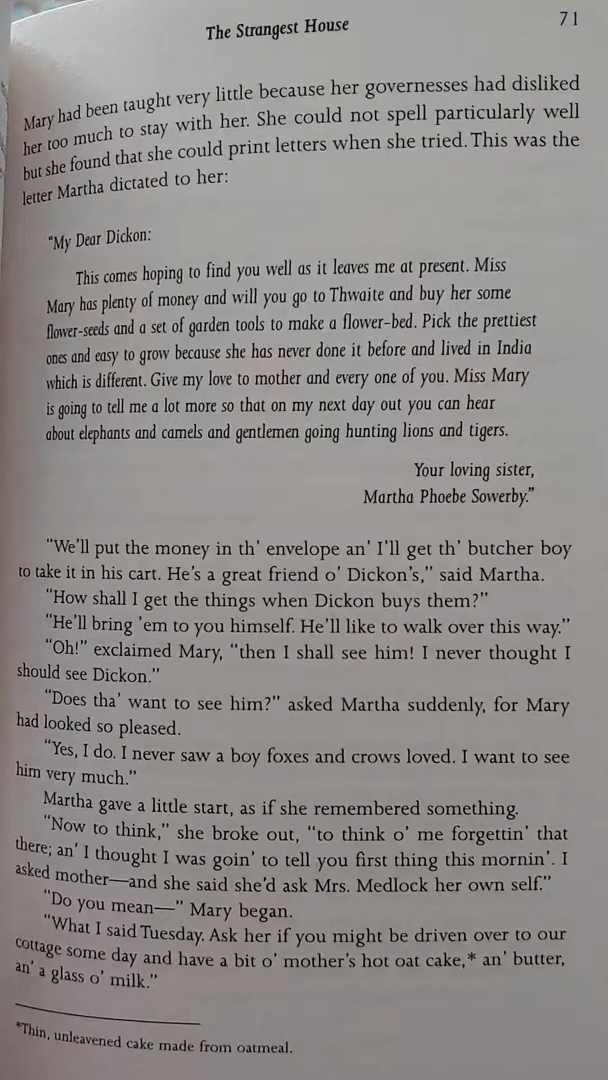 The Strangest House 71
Mary had been taught very little because her governesses had disliked
her too much to stay with her. She could not spell particularly well
but she found that she could print letters when she tried. This was the
letter Martha dictated to her:
“My Dear Dickon:
This comes hoping to find you well as it leaves me at present. Miss
Mary has plenty of money and will you go to Thwaite and buy her some
flower-seeds and a set of garden tools to make a flower-bed. Pick the prettiest
ones and easy to grow because she has never done it before and lived in India
which is different. Give my love to mother and every one of you. Miss Mary
is going to tell me a lot more so that on my next day out you can hear
about elephants and camels and gentlemen going hunting lions and tigers.
Your loving sister,
Martha Phoebe Sowerby.”
“We’ll put the money in th’ envelope an’ I’ll get th’ butcher boy
to take it in his cart. He’s a great friend o’ Dickon’s,” said Martha.
“How shall I get the things when Dickon buys them?”
“He’ll bring ’em to you himself. He’ll like to walk over this way.”
“Oh!” exclaimed Mary, “then I shall see him! I never thought I
should see Dickon.”
“Does tha’ want to see him?” asked Martha suddenly, for Mary
had looked so pleased.
“Yes, I do. I never saw a boy foxes and crows loved. I want to see
him very much.”
Martha gave a little start, as if she remembered something.
“Now to think,” she broke out, “to think o’ me forgettin’ that
there; an’ I thought I was goin’ to tell you first thing this mornin’. I
asked mother—and she said she’d ask Mrs. Medlock her own self.”
“Do you mean—” Mary began.
“What I said Tuesday. Ask her if you might be driven over to our
cottage some day and have a bit o’ mother’s hot oat cake,* an’ butter,
an’ a glass o’ milk.”
*Thin, unleavened cake made from oatmeal.